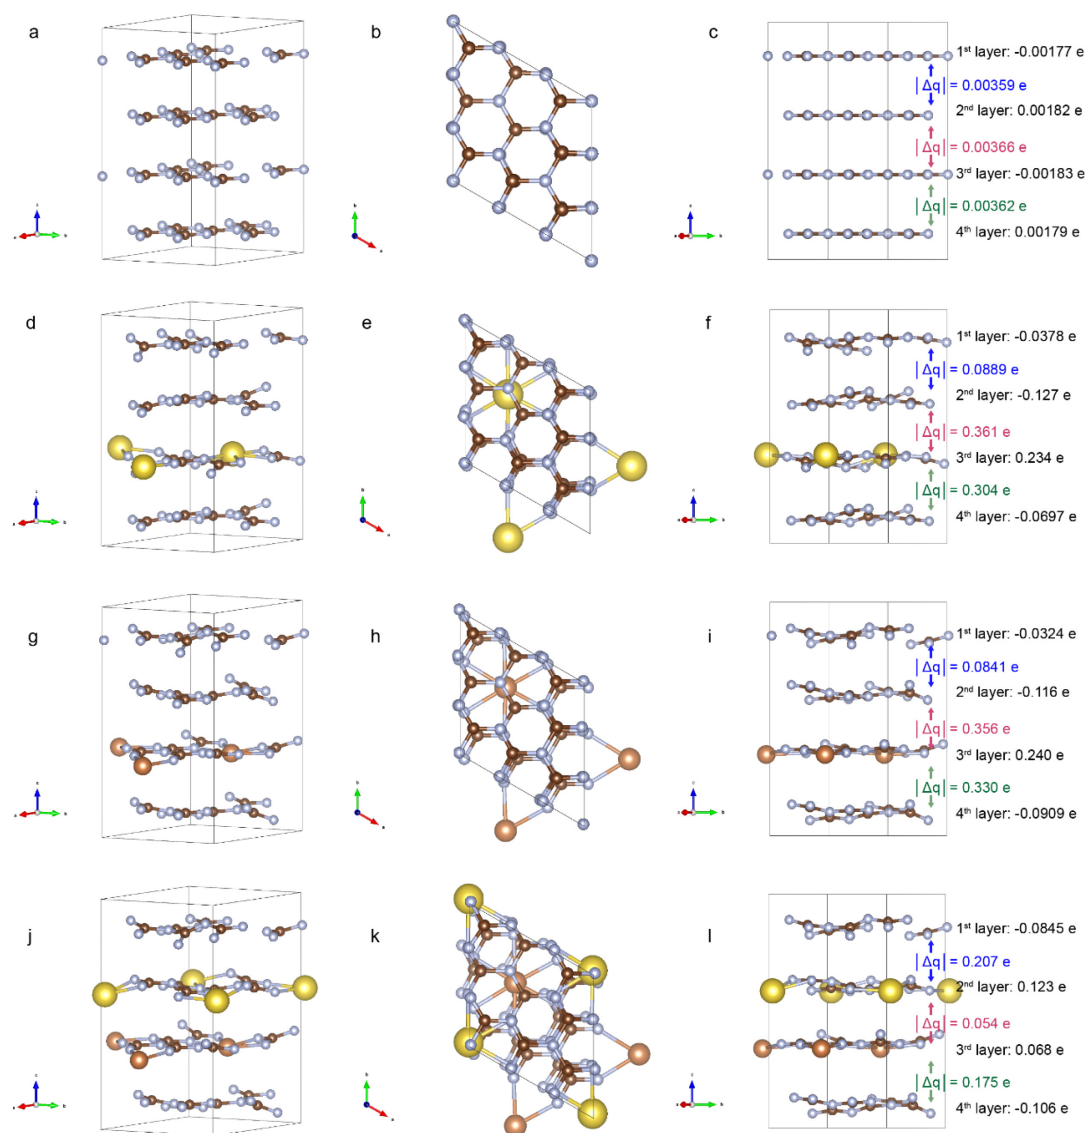 a
b
c
1st layer: -0.00177 e
|Δq| = 0.00359 e
2nd layer: 0.00182 e
|Δq| = 0.00366 e
3rd layer: -0.00183 e
|Δq| = 0.00362 e
4th layer: 0.00179 e
d
e
f
1st layer: -0.0378 e
|Δq| = 0.0889 e
2nd layer: -0.127 e
|Δq| = 0.361 e
3rd layer: 0.234 e
|Δq| = 0.304 e
4th layer: -0.0697 e
g
h
i
1st layer: -0.0324 e
|Δq| = 0.0841 e
2nd layer: -0.116 e
|Δq| = 0.356 e
3rd layer: 0.240 e
|Δq| = 0.330 e
4th layer: -0.0909 e
j
k
l
1st layer: -0.0845 e
|Δq| = 0.207 e
2nd layer: 0.123 e
|Δq| = 0.054 e
3rd layer: 0.068 e
|Δq| = 0.175 e
4th layer: -0.106 e